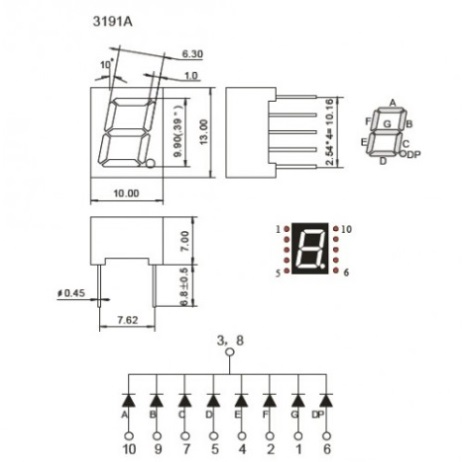 3191A
6.30
10°
1.0
9.90(.39")
13.00
10.00
2.54*4=10.16
A
F G B
E C
D DP
7.00
6.8±0.5
ø0.45
7.62
1 10
5 6
3, 8
A B C D E F G DP
10 9 7 5 4 2 1 6